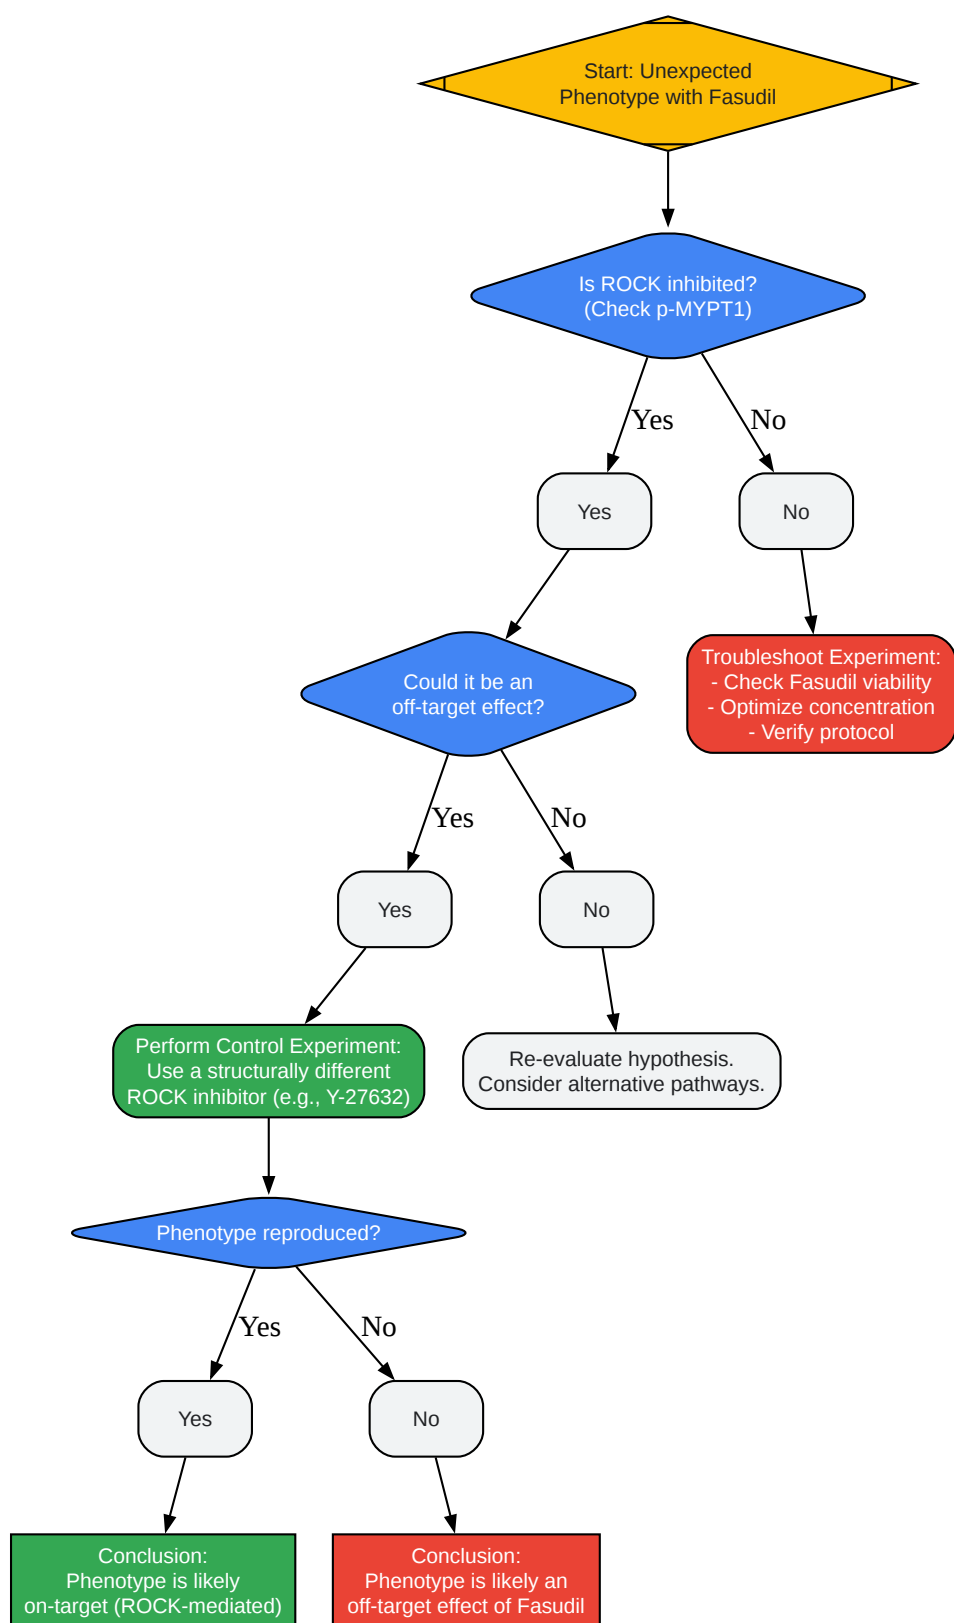 Start: Unexpected
Phenotype with Fasudil
Is ROCK inhibited?
(Check p-MYPT1)
Yes
No
Yes
No
Could it be an
off-target effect?
Troubleshoot Experiment:
- Check Fasudil viability
- Optimize concentration
- Verify protocol
Yes
No
Yes
No
Perform Control Experiment:
Use a structurally different
ROCK inhibitor (e.g., Y-27632)
Re-evaluate hypothesis.
Consider alternative pathways.
Phenotype reproduced?
Yes
No
Yes
No
Conclusion:
Phenotype is likely
on-target (ROCK-mediated)
Conclusion:
Phenotype is likely an
off-target effect of Fasudil